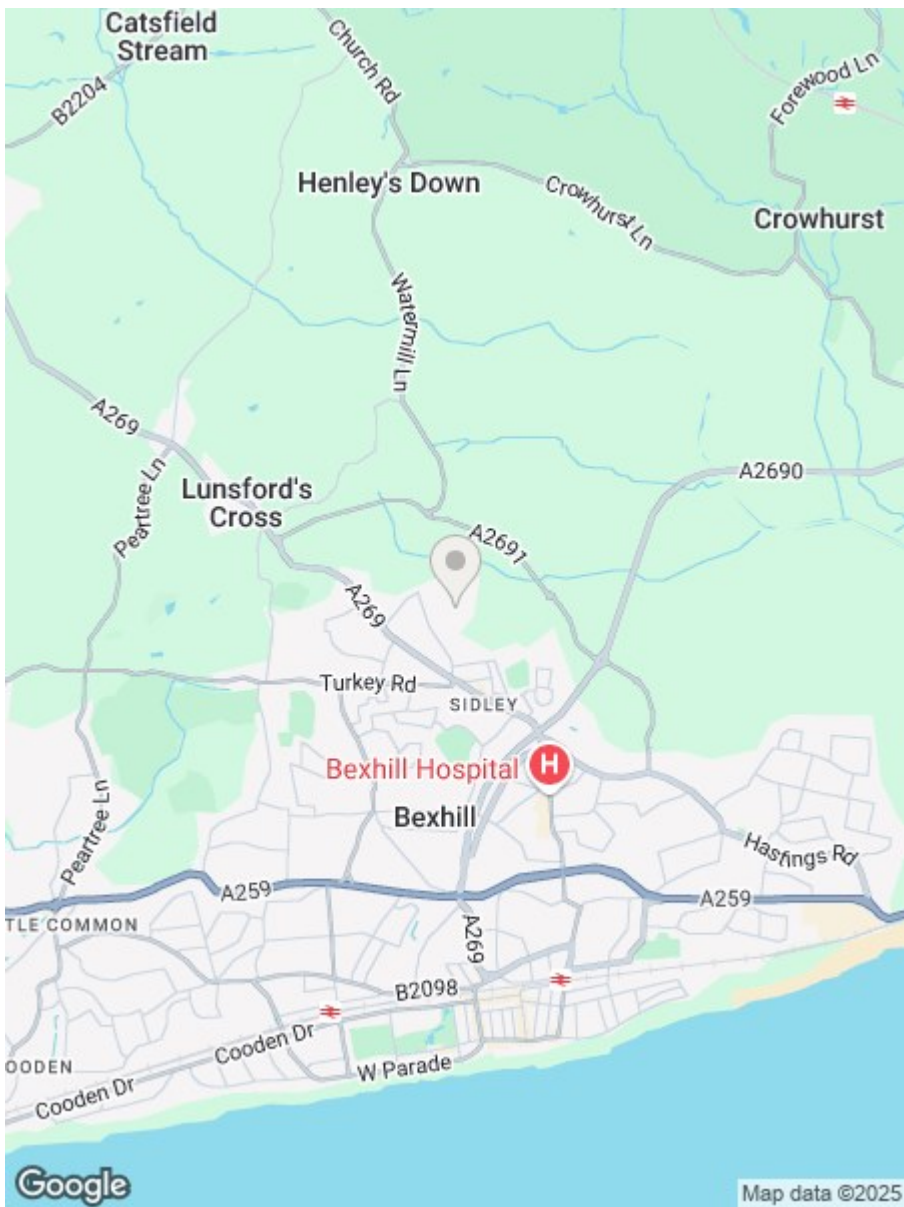 Catsfield
Stream
Church Rd
Forewood Ln
B2204
Henley's Down
Crowhurst Ln
Crowhurst
Watermill Ln
A269
Peartree Ln
Lunsford's
Cross
A2690
A2691
A269
Turkey Rd
SIDLEY
Bexhill Hospital
H
Bexhill
Peartree Ln
Hastings Rd
A259
A259
TLE COMMON
A269
B2098
Cooden Dr
OODEN
W Parade
Cooden Dr
Google
Map data ©2025